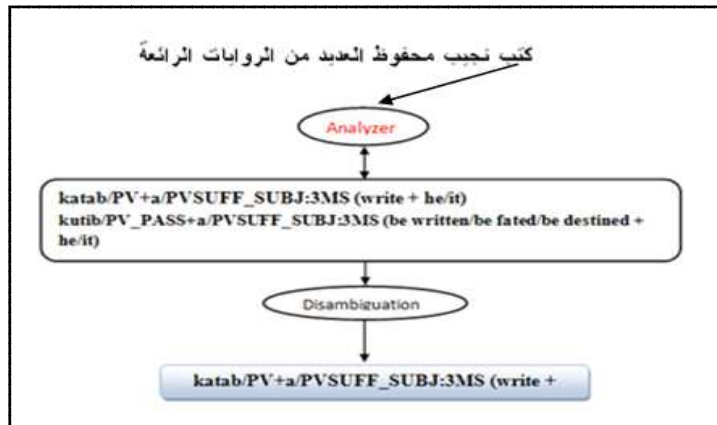 كتب نجيب محفوظ العديد من الروايات الرائعة
Analyzer
katab/PV+a/PVSUFF_SUBJ:3MS (write + he/it)
kutib/PV_PASS+a/PVSUFF_SUBJ:3MS (be written/be fated/be destined +
he/it)
Disambiguation
katab/PV+a/PVSUFF_SUBJ:3MS (write +